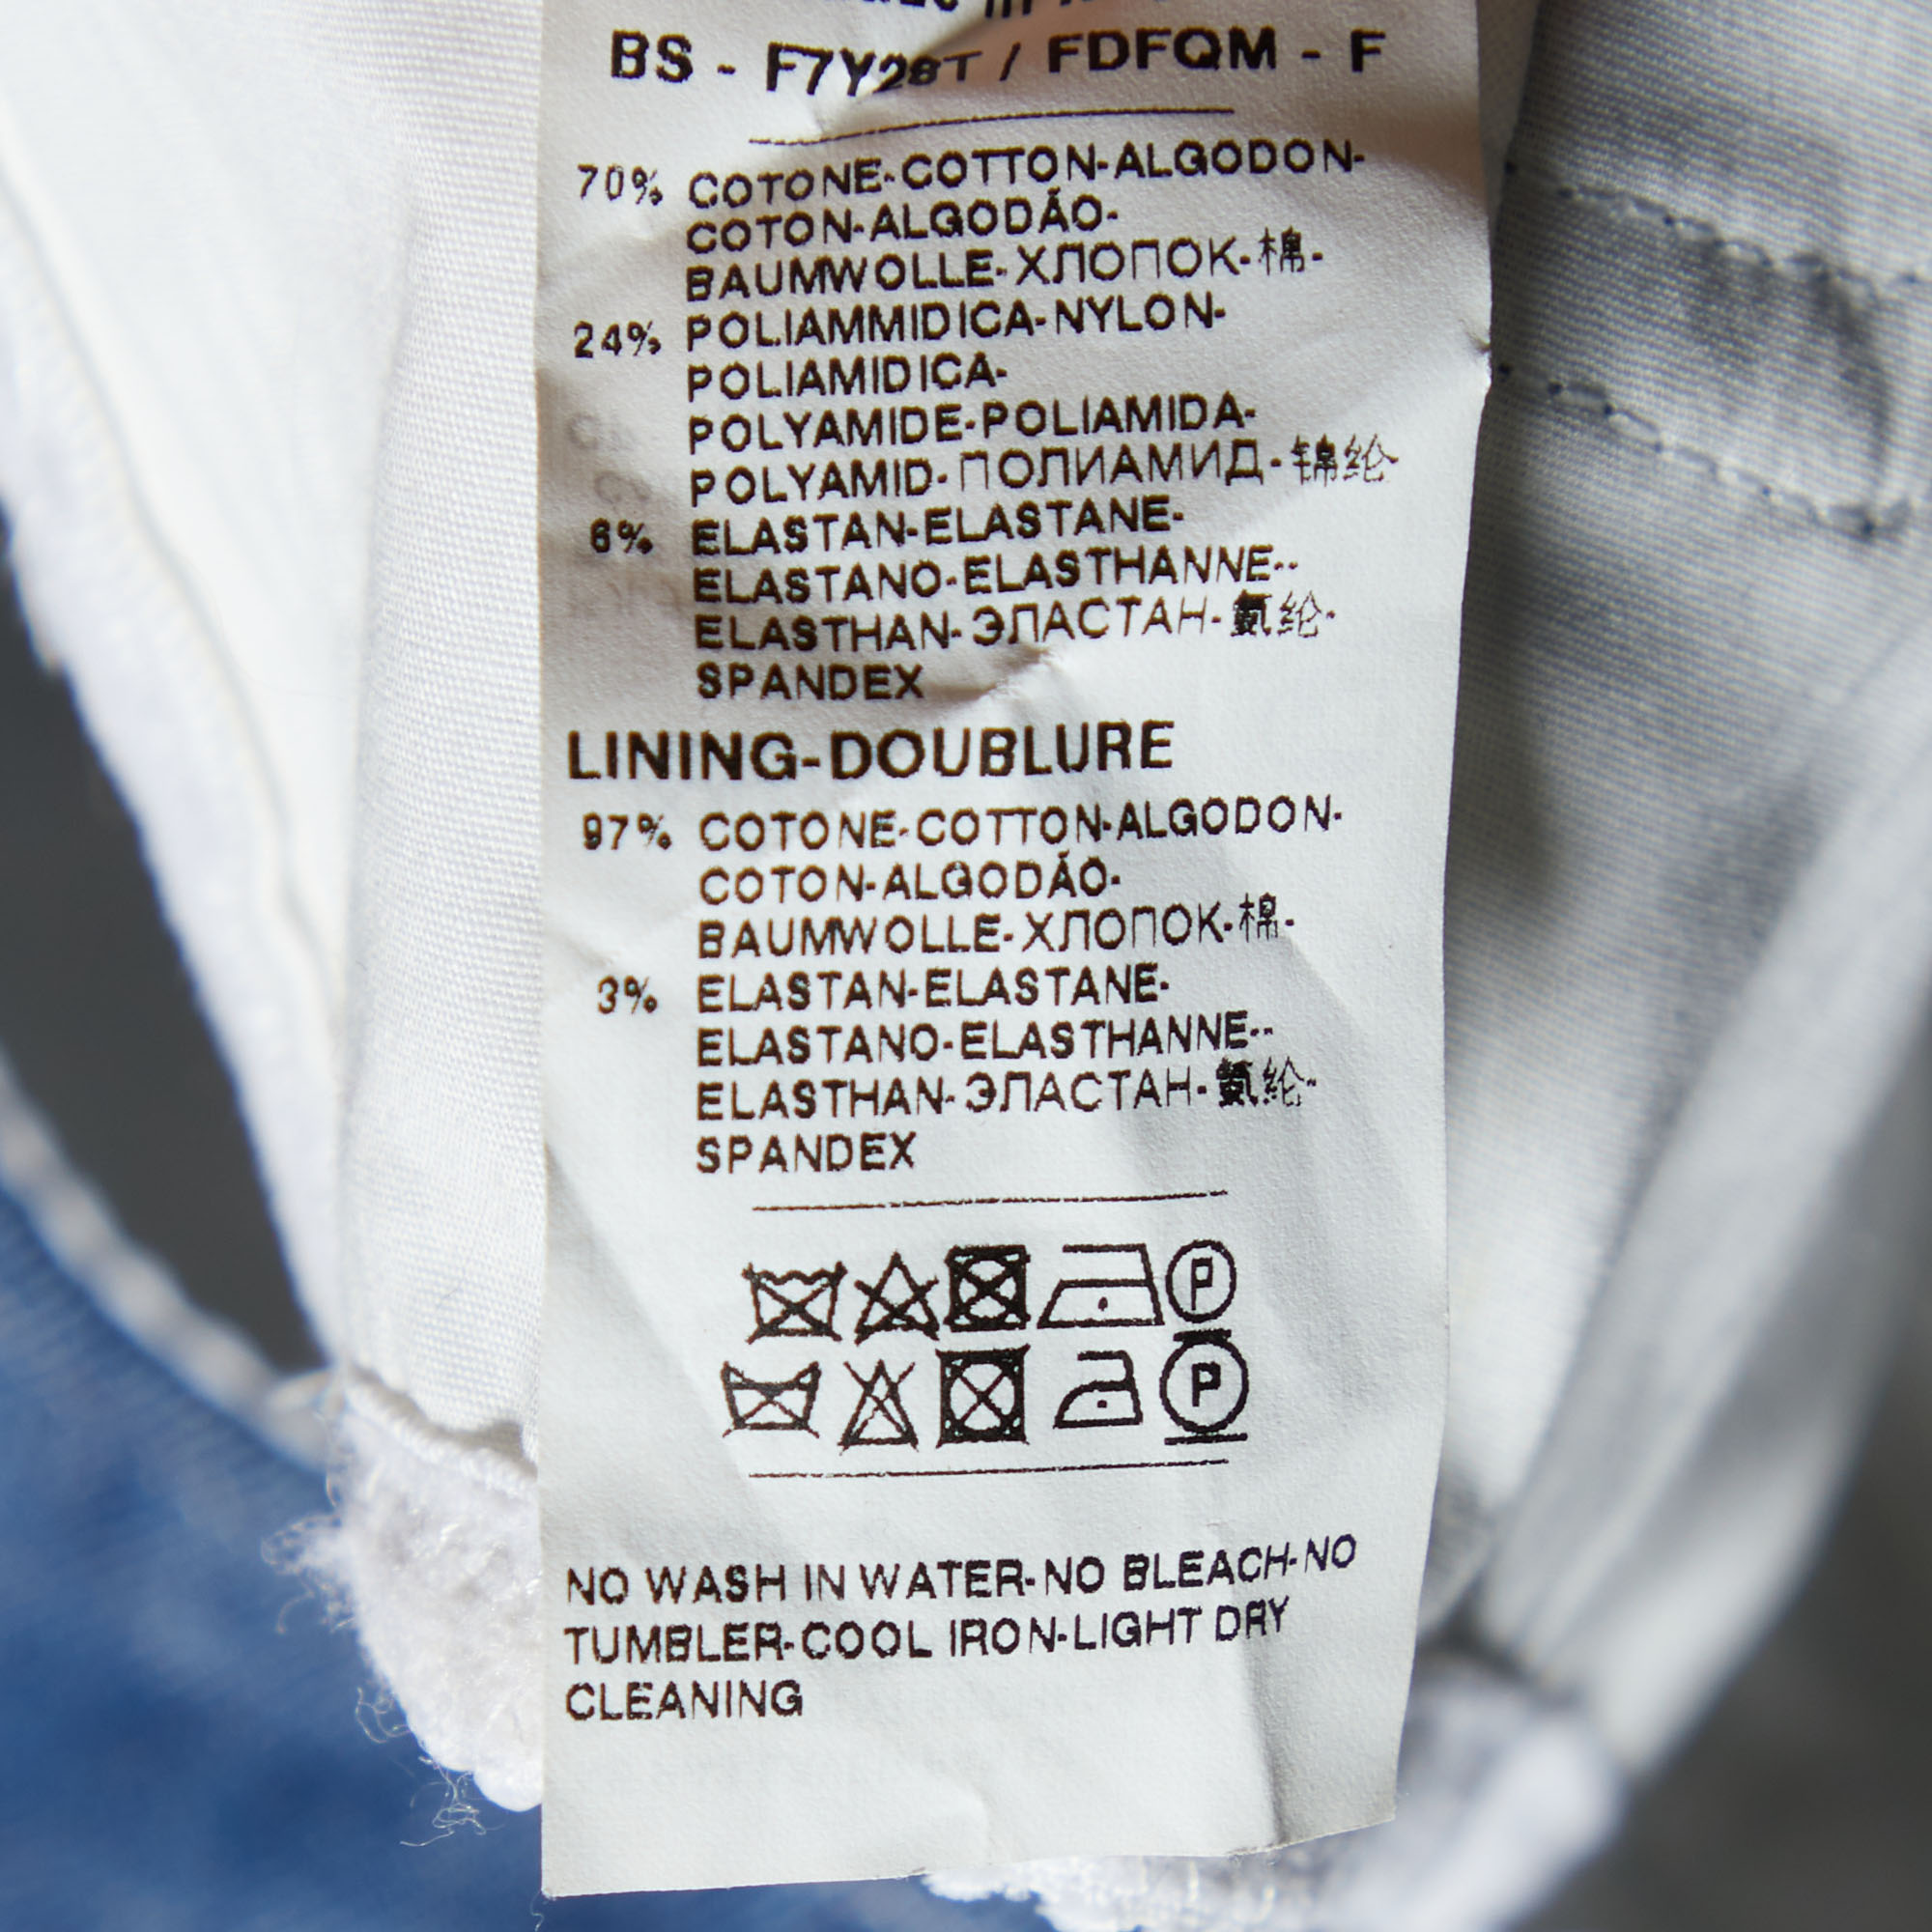 BS - F7Y28T / FDFQM - F
70% COTONE-COTTON-ALGODON-
COTON-ALGODÃO-
BAUMWOLLE-ХЛОПОК-棉-
24% POLIAMMIDICA-NYLON-
POLIAMIDICA-
POLYAMIDE-POLIAMIDA-
POLYAMID-ПОЛИАМИД-锦纶-
6% ELASTAN-ELASTANE-
ELASTANO-ELASTHANNE--
ELASTHAN-ЭЛАСТАН-氨纶-
SPANDEX
LINING-DOUBLURE
97% COTONE-COTTON-ALGODON-
COTON-ALGODÃO-
BAUMWOLLE-ХЛОПОК-棉-
3% ELASTAN-ELASTANE-
ELASTANO-ELASTHANNE--
ELASTHAN-ЭЛАСТАН-氨纶-
SPANDEX
P
P
NO WASH IN WATER-NO BLEACH-NO
TUMBLER-COOL IRON-LIGHT DRY
CLEANING